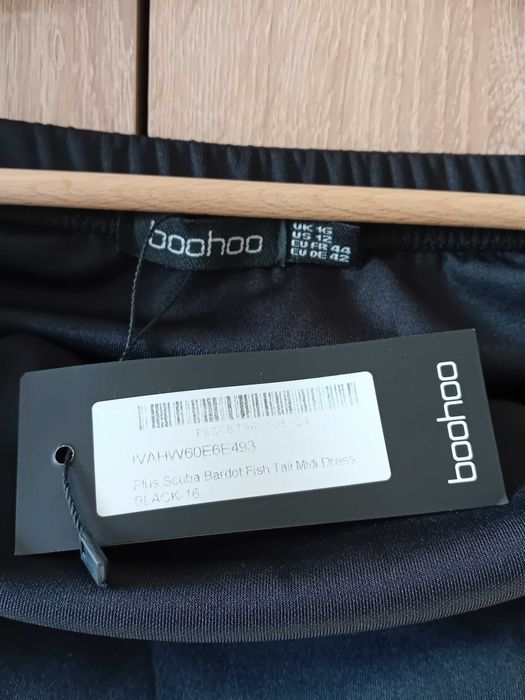 boohoo
UK 16
US 12
EU FR 44
EU DE 42
boohoo
IVAHW60E6E493
Plus Scuba Bardot Fish Tail Midi Dress
BLACK-16